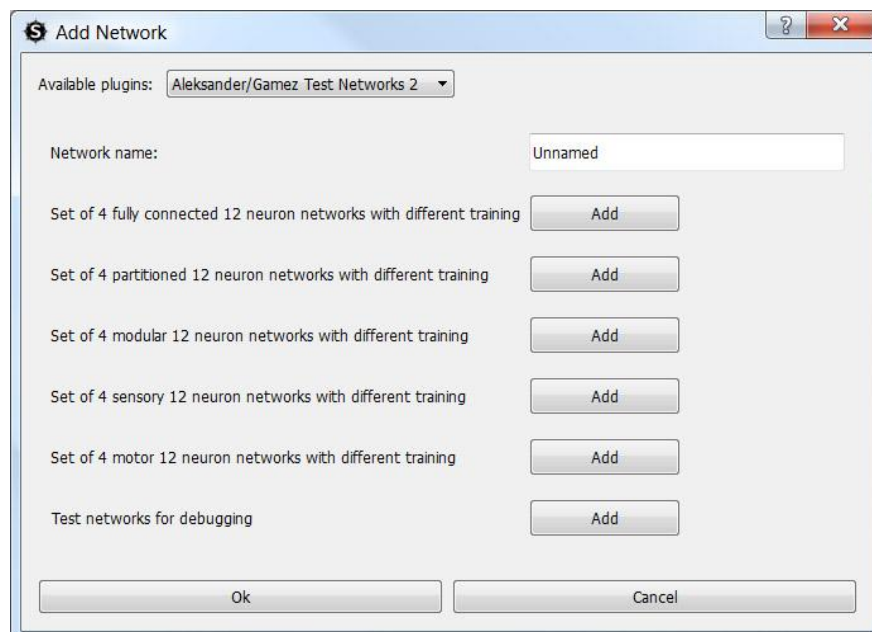 Add Network
Available plugins: Aleksander/Gamez Test Networks 2
Network name: Unnamed
Set of 4 fully connected 12 neuron networks with different training Add
Set of 4 partitioned 12 neuron networks with different training Add
Set of 4 modular 12 neuron networks with different training Add
Set of 4 sensory 12 neuron networks with different training Add
Set of 4 motor 12 neuron networks with different training Add
Test networks for debugging Add
Ok Cancel